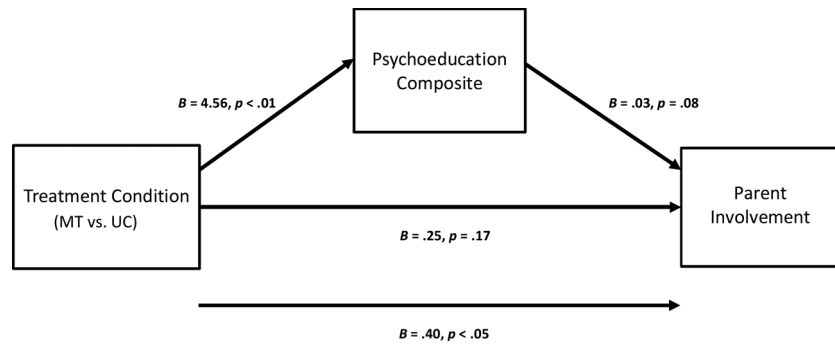 Psychoeducation
Composite
B = 4.56, p < .01
B = .03, p = .08
Treatment Condition
(MT vs. UC)
Parent
Involvement
B = .25, p = .17
B = .40, p < .05